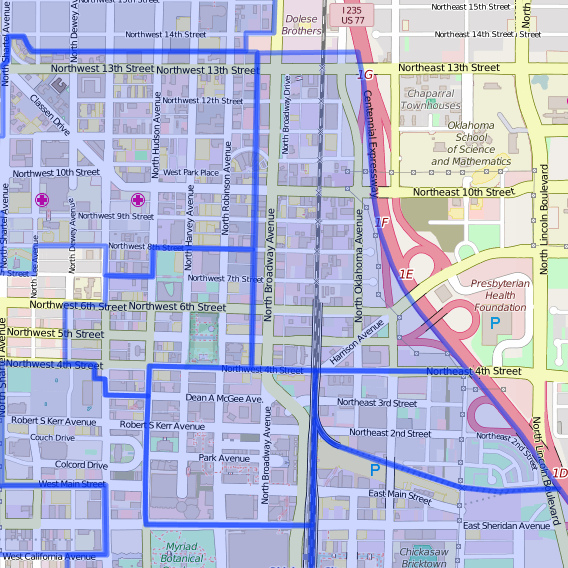 Northeast 15th Street
I 235
US 77
Dolese
Brothers
Northwest 14th Street
Northeast 14th Street
North Shartel Avenue
North Dewey Av
Northwest 13th Street
Northwest 13th Street
1G
Northeast 13th Street
Classen Drive
Northwest 12th Street
North Broadway Drive
Centennial Expressway
Chaparral
Townhouses
Oklahoma
School
of Science
and Mathematics
North Hudson Avenue
Northwest 10th Street
West Park Place
North Robinson Avenue
Northeast 10th Street
North Lincoln Boulevard
North Shartel Avenue
North Dewey Avenue
Northwest 9th Street
North Harvey Avenue
North Broadway Avenue
North Oklahoma Avenue
1F
North Lee Avenue
Northwest 8th Street
Street
Northwest 7th Street
1E
Presbyterian
Health
Foundation
P
Northwest 6th Street
Northwest 6th Street
Harrison Avenue
Northwest 5th Street
Northwest 4th Street
Northwest 4th Street
Northeast 4th Street
North Shartel Avenue
Dean A McGee Ave.
Northeast 3rd Street
Robert S Kerr Avenue
Robert S Kerr Avenue
Couch Drive
Northeast 2nd Street
Northeast 2nd Street
North Broadway Avenue
North Lincoln Boulevard
Colcord Drive
Park Avenue
P
1D
West Main Street
East Main Street
East Sheridan Avenue
Myriad
Botanical
Chickasaw
Bricktown
West California Avenue